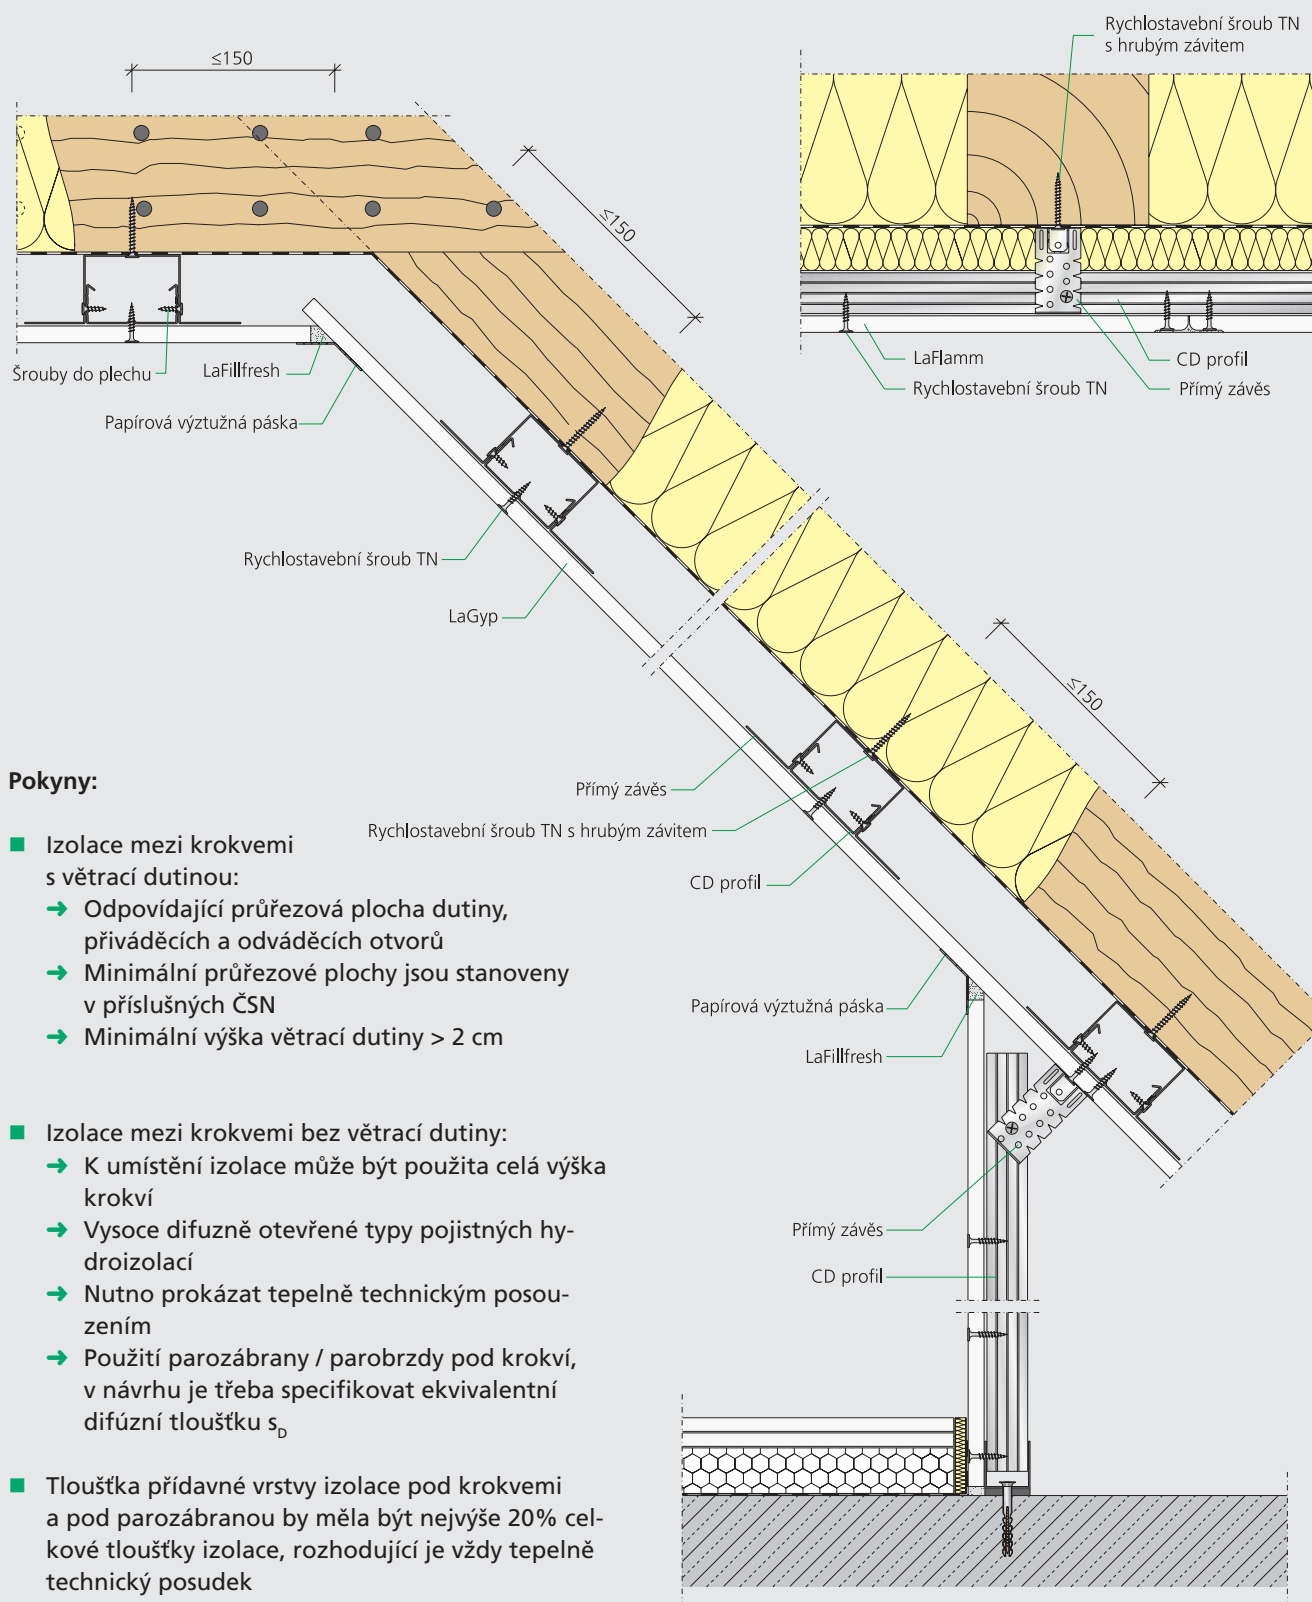 Rychlostavební šroub TN
s hrubým závitem
≤150
≤150
LaFlamm
CD profil
Rychlostavební šroub TN
Přímý závěs
Šrouby do plechu
LaFillfresh
Papírová výztužná páska
Rychlostavební šroub TN
LaGyp
≤150
Přímý závěs
Rychlostavební šroub TN s hrubým závitem
CD profil
Papírová výztužná páska
LaFillfresh
Přímý závěs
CD profil
Pokyny:
Izolace mezi krokvemi
s větrací dutinou:
➜ Odpovídající průřezová plocha dutiny,
přiváděcích a odváděcích otvorů
➜ Minimální průřezové plochy jsou stanoveny
v příslušných ČSN
➜ Minimální výška větrací dutiny > 2 cm
Izolace mezi krokvemi bez větrací dutiny:
➜ K umístění izolace může být použita celá výška
krokví
➜ Vysoce difuzně otevřené typy pojistných hy-
droizolací
➜ Nutno prokázat tepelně technickým posou-
zením
➜ Použití parozábrany / parobrzdy pod krokví,
v návrhu je třeba specifikovat ekvivalentní
difúzní tloušťku s_D
Tloušťka přídavné vrstvy izolace pod krokvemi
a pod parozábranou by měla být nejvýše 20% cel-
kové tloušťky izolace, rozhodující je vždy tepelně
technický posudek